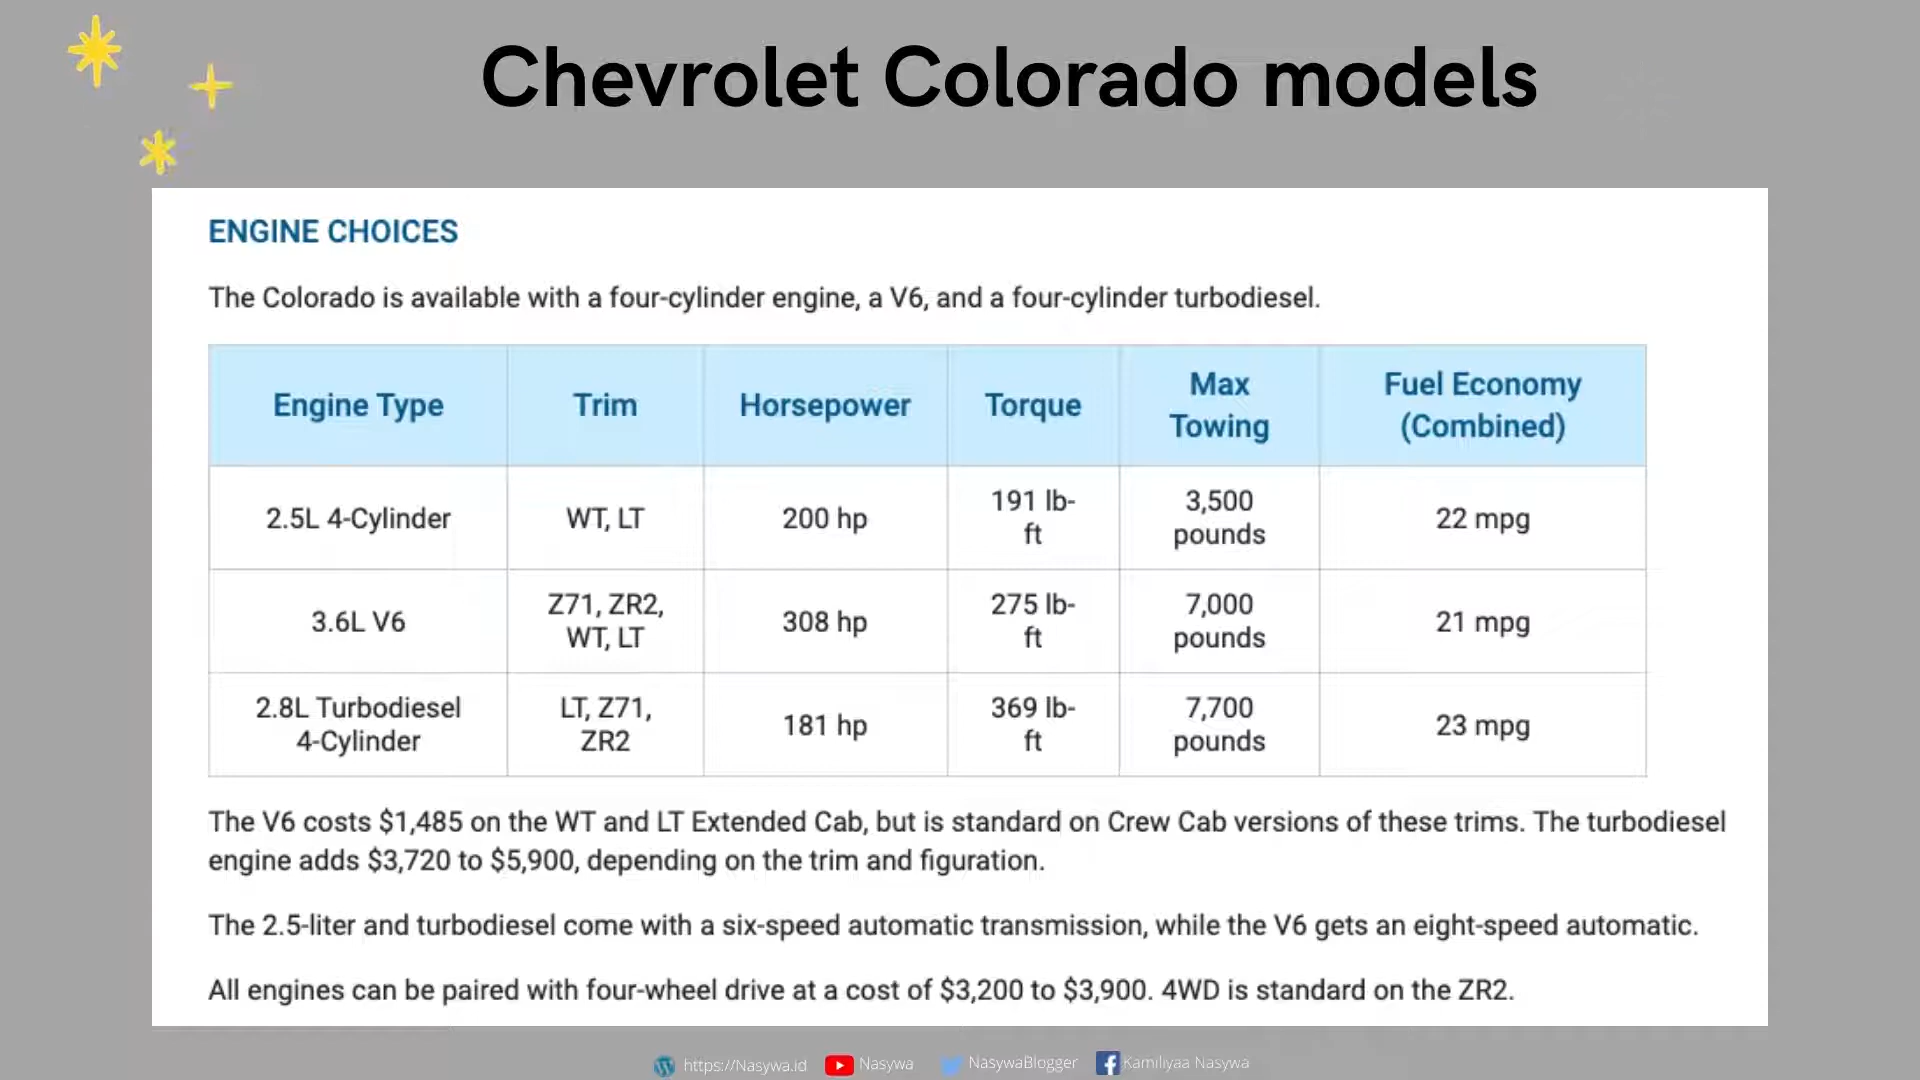 Chevrolet Colorado models
ENGINE CHOICES
The Colorado is available with a four-cylinder engine, a V6, and a four-cylinder turbodiesel.
Engine Type Trim Horsepower Torque Max Towing Fuel Economy (Combined)
2.5L 4-Cylinder WT, LT 200 hp 191 lb-ft 3,500 pounds 22 mpg
3.6L V6 Z71, ZR2, WT, LT 308 hp 275 lb-ft 7,000 pounds 21 mpg
2.8L Turbodiesel 4-Cylinder LT, Z71, ZR2 181 hp 369 lb-ft 7,700 pounds 23 mpg
The V6 costs $1,485 on the WT and LT Extended Cab, but is standard on Crew Cab versions of these trims. The turbodiesel
engine adds $3,720 to $5,900, depending on the trim and figuration.
The 2.5-liter and turbodiesel come with a six-speed automatic transmission, while the V6 gets an eight-speed automatic.
All engines can be paired with four-wheel drive at a cost of $3,200 to $3,900. 4WD is standard on the ZR2.
https://Nasywa.id Nasywa NasywaBlogger Kamiliyaa Nasywa